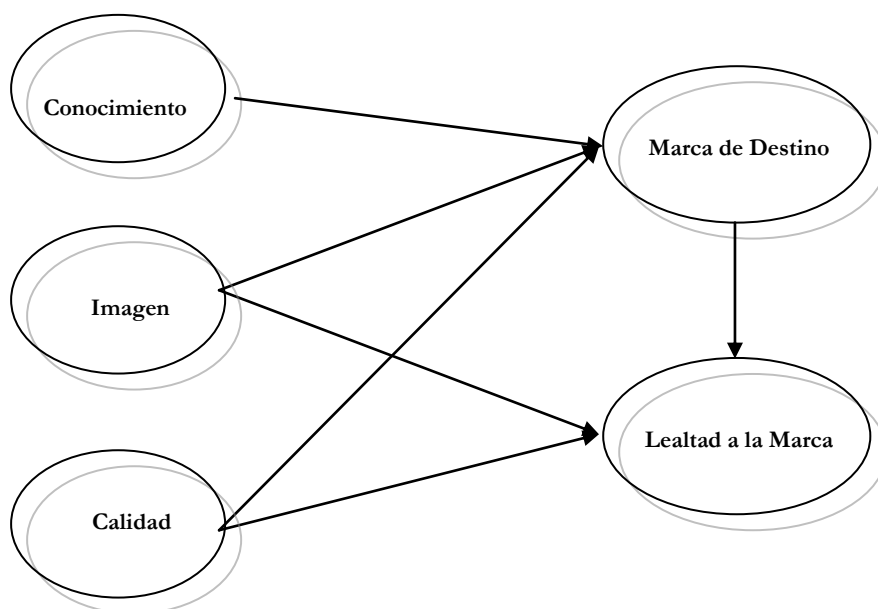 Conocimiento
Marca de Destino
Imagen
Lealtad a la Marca
Calidad